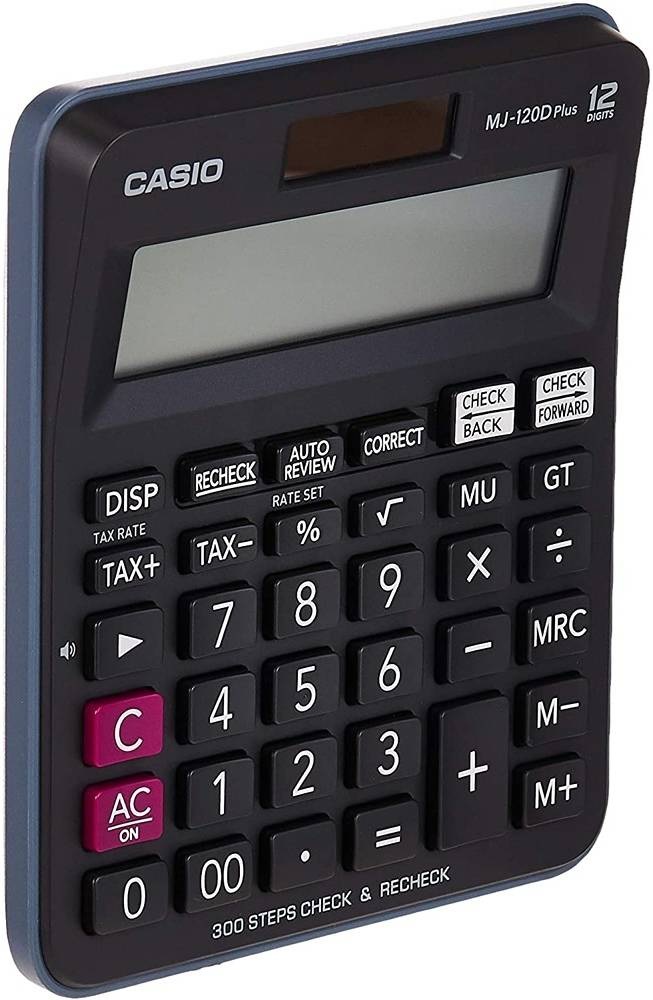 CASIO
MJ-120D Plus
12
DIGITS
CHECK
BACK
CHECK
FORWARD
DISP
RECHECK
AUTO
REVIEW
CORRECT
MU
GT
TAX RATE
RATE SET
TAX+
TAX−
%
√
×
÷
▶
7
8
9
−
MRC
C
4
5
6
+
M−
AC
ON
1
2
3
M+
0
00
.
=
300 STEPS CHECK & RECHECK